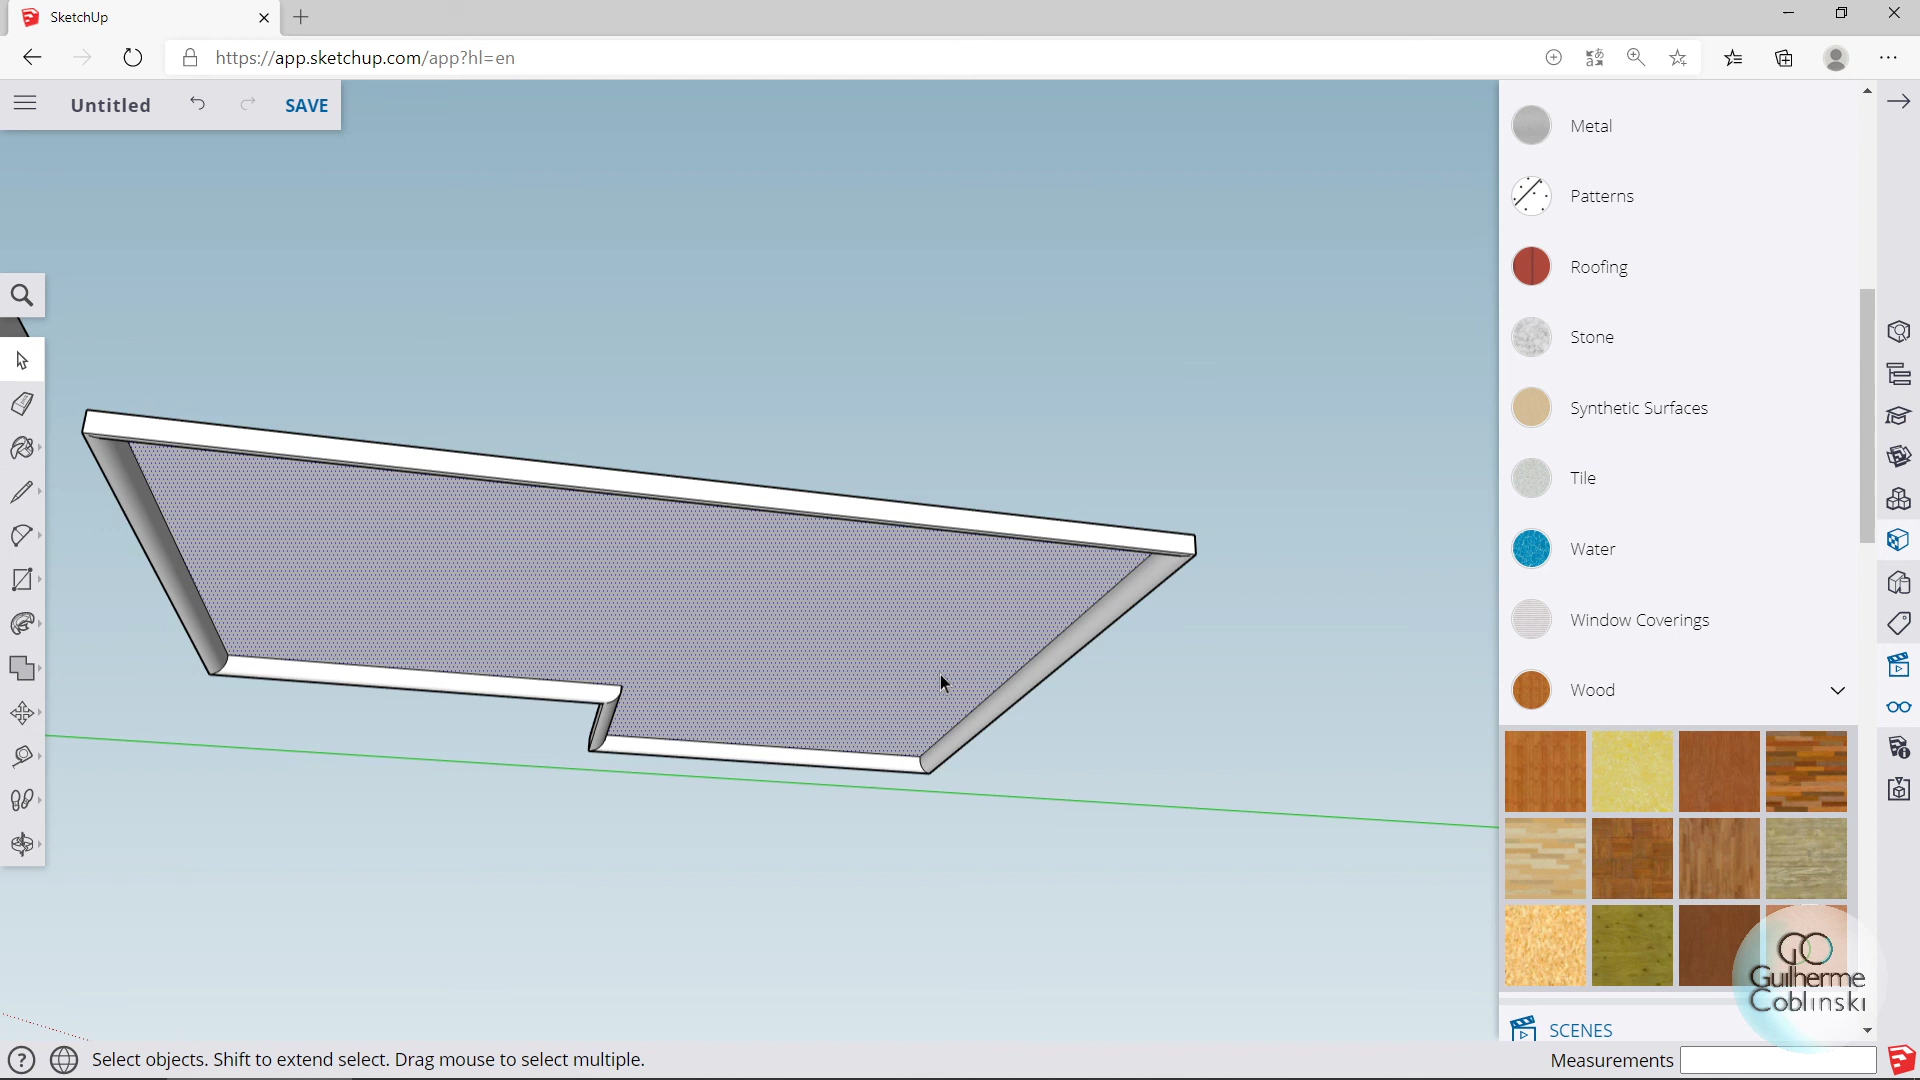 SketchUp
https://app.sketchup.com/app?hl=en
Untitled
SAVE
Metal
Patterns
Roofing
Stone
Synthetic Surfaces
Tile
Water
Window Coverings
Wood
Guilherme
Coblinski
SCENES
Select objects. Shift to extend select. Drag mouse to select multiple.
Measurements